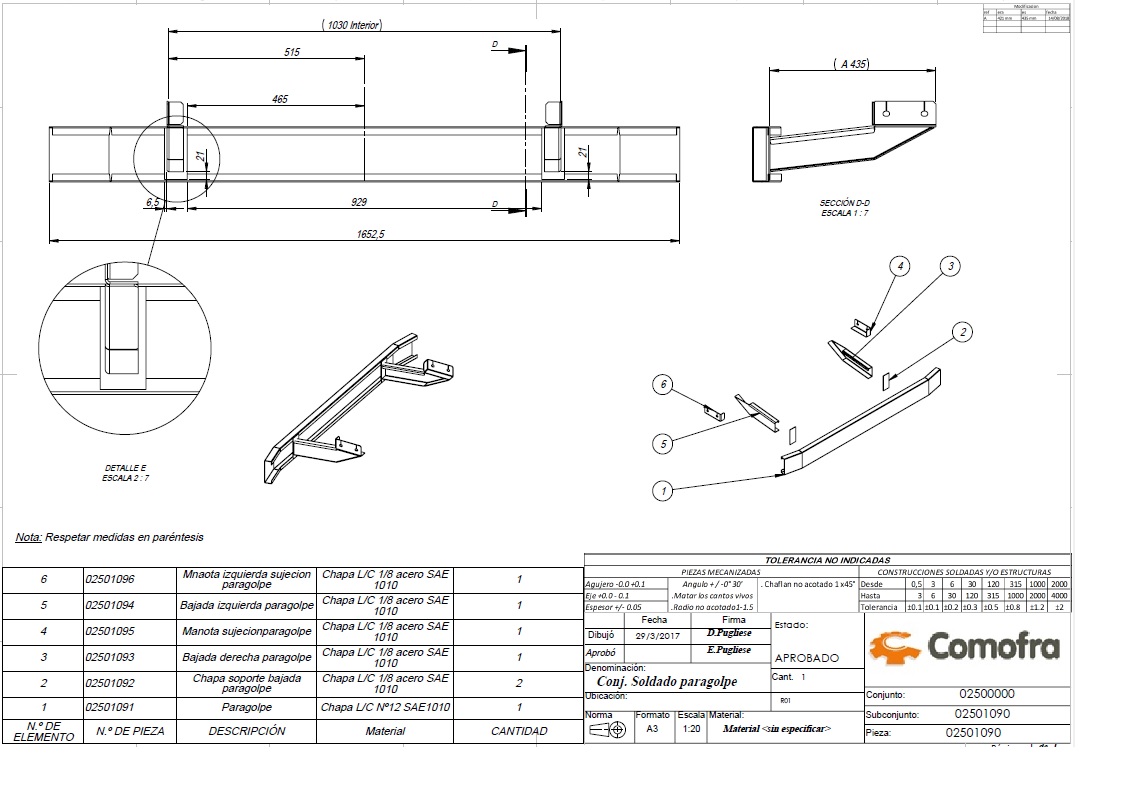 Modificacion
ref era es Fecha
A 421 mm 435 mm 14/08/2018
( 1030 Interior)
515
D
465
21
21
6,5
929
D
1652,5
( A 435)
SECCIÓN D-D
ESCALA 1 : 7
DETALLE E
ESCALA 2 : 7
4
3
2
6
5
1
Nota: Respetar medidas en paréntesis
6 02501096 Mnaota izquierda sujecion paragolpe Chapa L/C 1/8 acero SAE 1010 1
5 02501094 Bajada izquierda paragolpe Chapa L/C 1/8 acero SAE 1010 1
4 02501095 Manota sujecionparagolpe Chapa L/C 1/8 acero SAE 1010 1
3 02501093 Bajada derecha paragolpe Chapa L/C 1/8 acero SAE 1010 1
2 02501092 Chapa soporte bajada paragolpe Chapa L/C 1/8 acero SAE 1010 2
1 02501091 Paragolpe Chapa L/C Nº12 SAE1010 1
N.º DE ELEMENTO N.º DE PIEZA DESCRIPCIÓN Material CANTIDAD
TOLERANCIA NO INDICADAS
PIEZAS MECANIZADAS CONSTRUCCIONES SOLDADAS Y/O ESTRUCTURAS
Agujero -0.0 +0.1 Angulo + / -0°30' . Chaflan no acotado 1 x45° Desde 0,5 3 6 30 120 315 1000 2000
Eje +0.0 - 0.1 .Matar los cantos vivos Hasta 3 6 30 120 315 1000 2000 4000
Espesor +/- 0.05 .Radio no acotado1-1.5 Tolerancia ±0.1 ±0.1 ±0.2 ±0.3 ±0.5 ±0.8 ±1.2 ±2
Fecha Firma
Dibujó 29/3/2017 D.Pugliese
Aprobó E.Pugliese
Estado:
APROBADO
Comofra
Denominación:
Conj. Soldado paragolpe
Cant. 1
Ubicación:
R01
Conjunto: 02500000
Subconjunto: 02501090
Pieza: 02501090
Norma Formato Escala Material:
A3 1:20 Material <sin especificar>